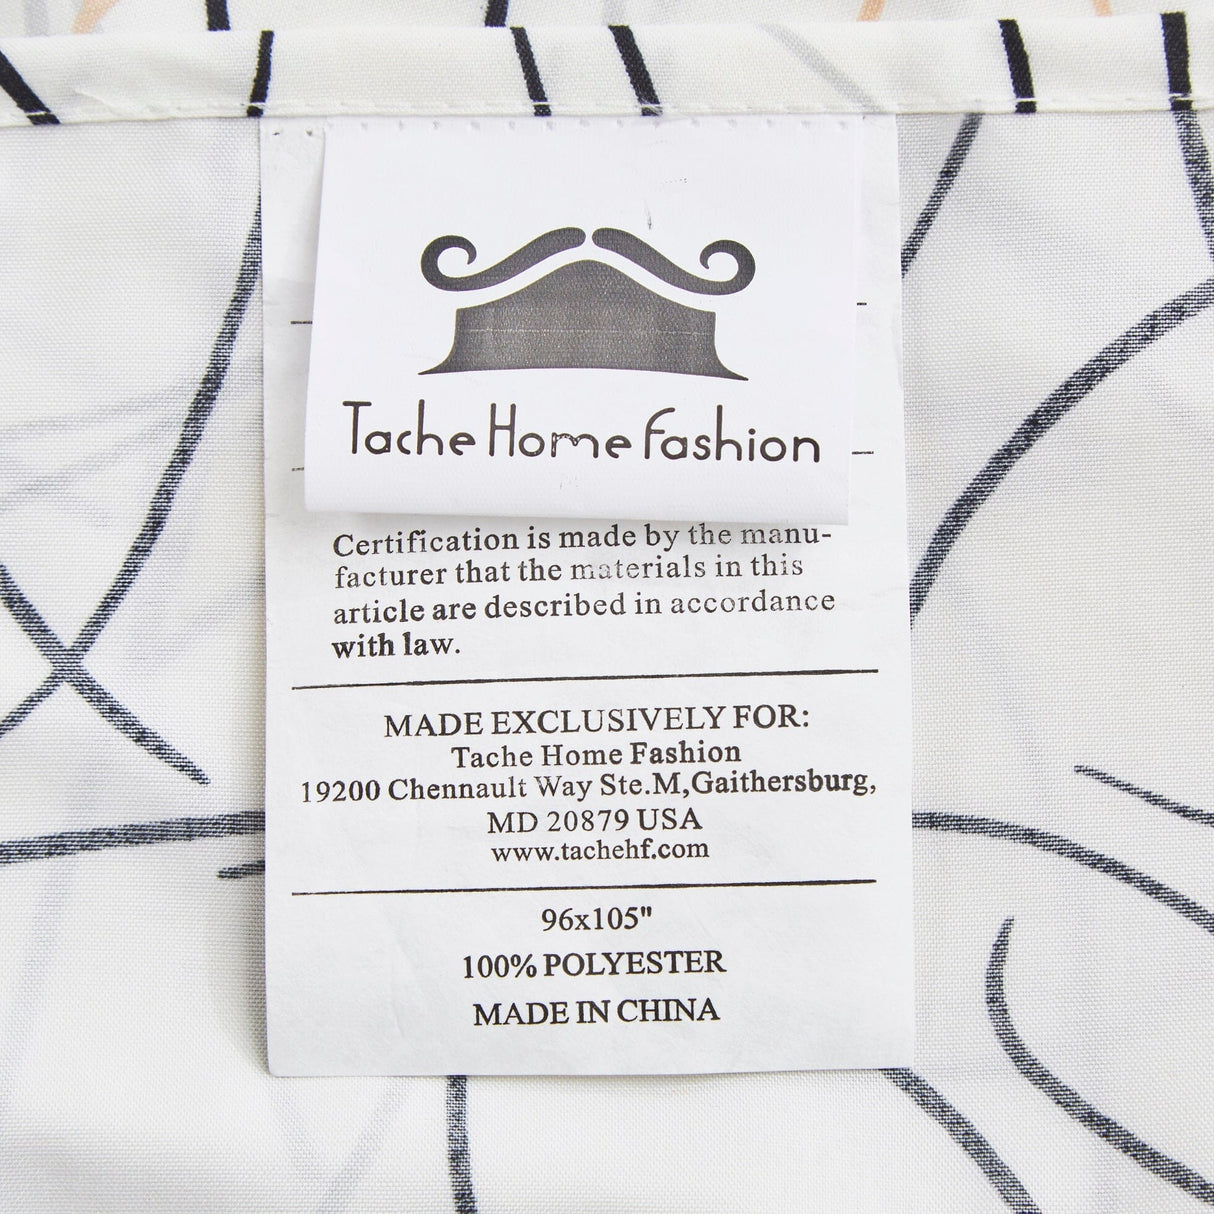 Tache Home Fashion
Certification is made by the manu-
facturer that the materials in this
article are described in accordance
with law.
MADE EXCLUSIVELY FOR:
Tache Home Fashion
19200 Chennault Way Ste.M,Gaithersburg,
MD 20879 USA
www.tachehf.com
96x105"
100% POLYESTER
MADE IN CHINA